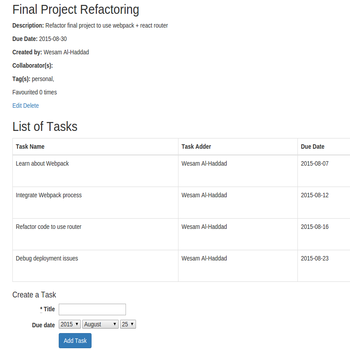 Final Project Refactoring
Description: Refactor final project to use webpack + react router
Due Date: 2015-08-30
Created by: Wesam Al-Haddad
Collaborator(s):
Tag(s): personal,
Favourited 0 times
Edit Delete
List of Tasks
Task Name Task Adder Due Date
Learn about Webpack Wesam Al-Haddad 2015-08-07
Integrate Webpack process Wesam Al-Haddad 2015-08-12
Refactor code to use router Wesam Al-Haddad 2015-08-16
Debug deployment issues Wesam Al-Haddad 2015-08-23
Create a Task
* Title
Due date 2015 August 25
Add Task